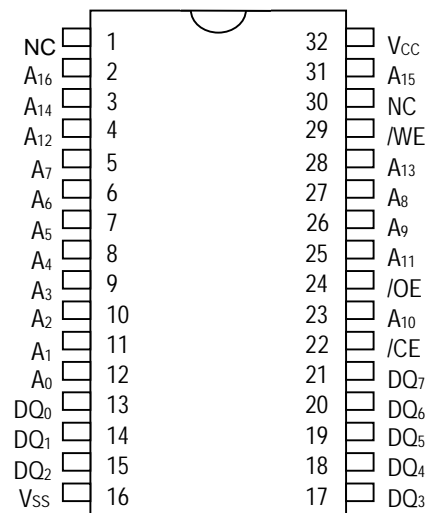 NC 1 32 VCC
A16 2 31 A15
A14 3 30 NC
A12 4 29 /WE
A7 5 28 A13
A6 6 27 A8
A5 7 26 A9
A4 8 25 A11
A3 9 24 /OE
A2 10 23 A10
A1 11 22 /CE
A0 12 21 DQ7
DQ0 13 20 DQ6
DQ1 14 19 DQ5
DQ2 15 18 DQ4
VSS 16 17 DQ3